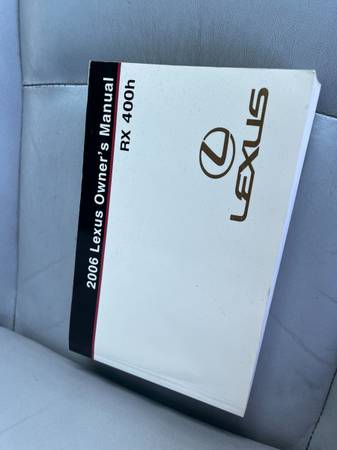 2006 Lexus Owner's Manual
RX 400h
LEXUS